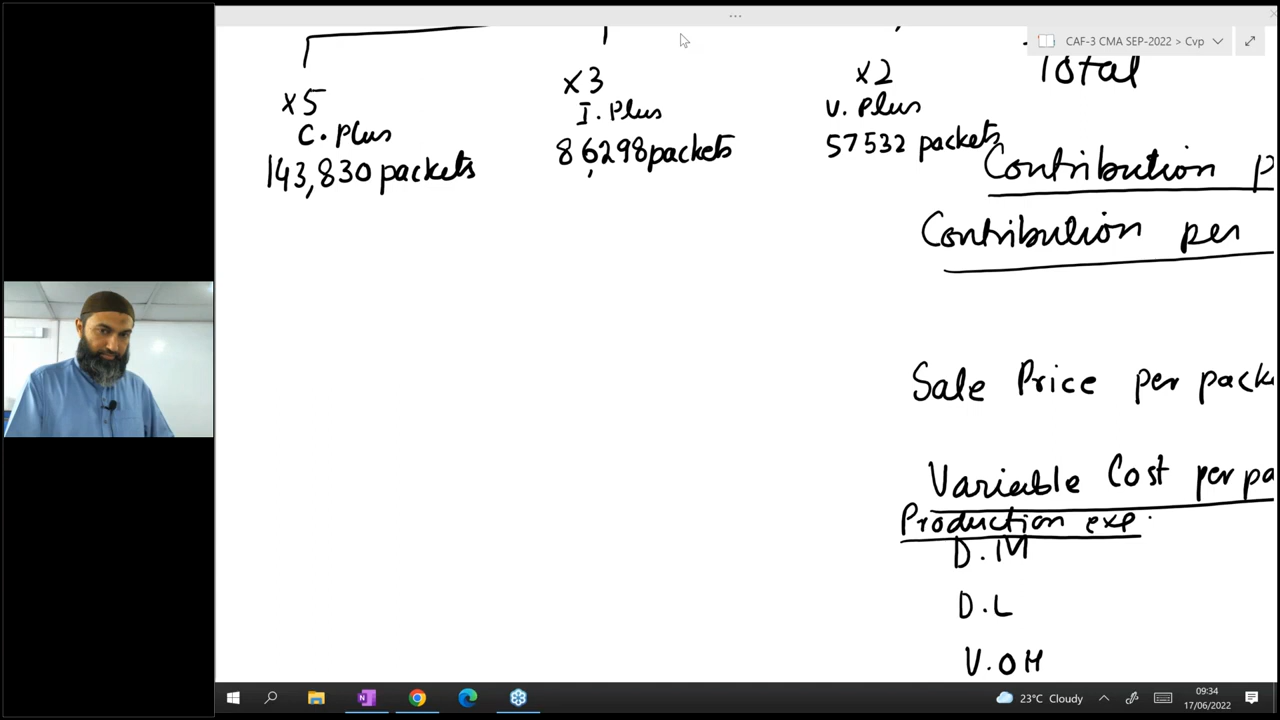 CAF-3 CMA SEP-2022 > Cvp
Total
x5
C. Plus
143,830 packets
x3
I. Plus
86,298 packets
x2
V. Plus
57532 packets
Contribution p
Contribution per
Sale Price per pack
Variable Cost per pa
Production exp.
D.M
D.L
V.OH
23°C Cloudy
09:34
17/06/2022